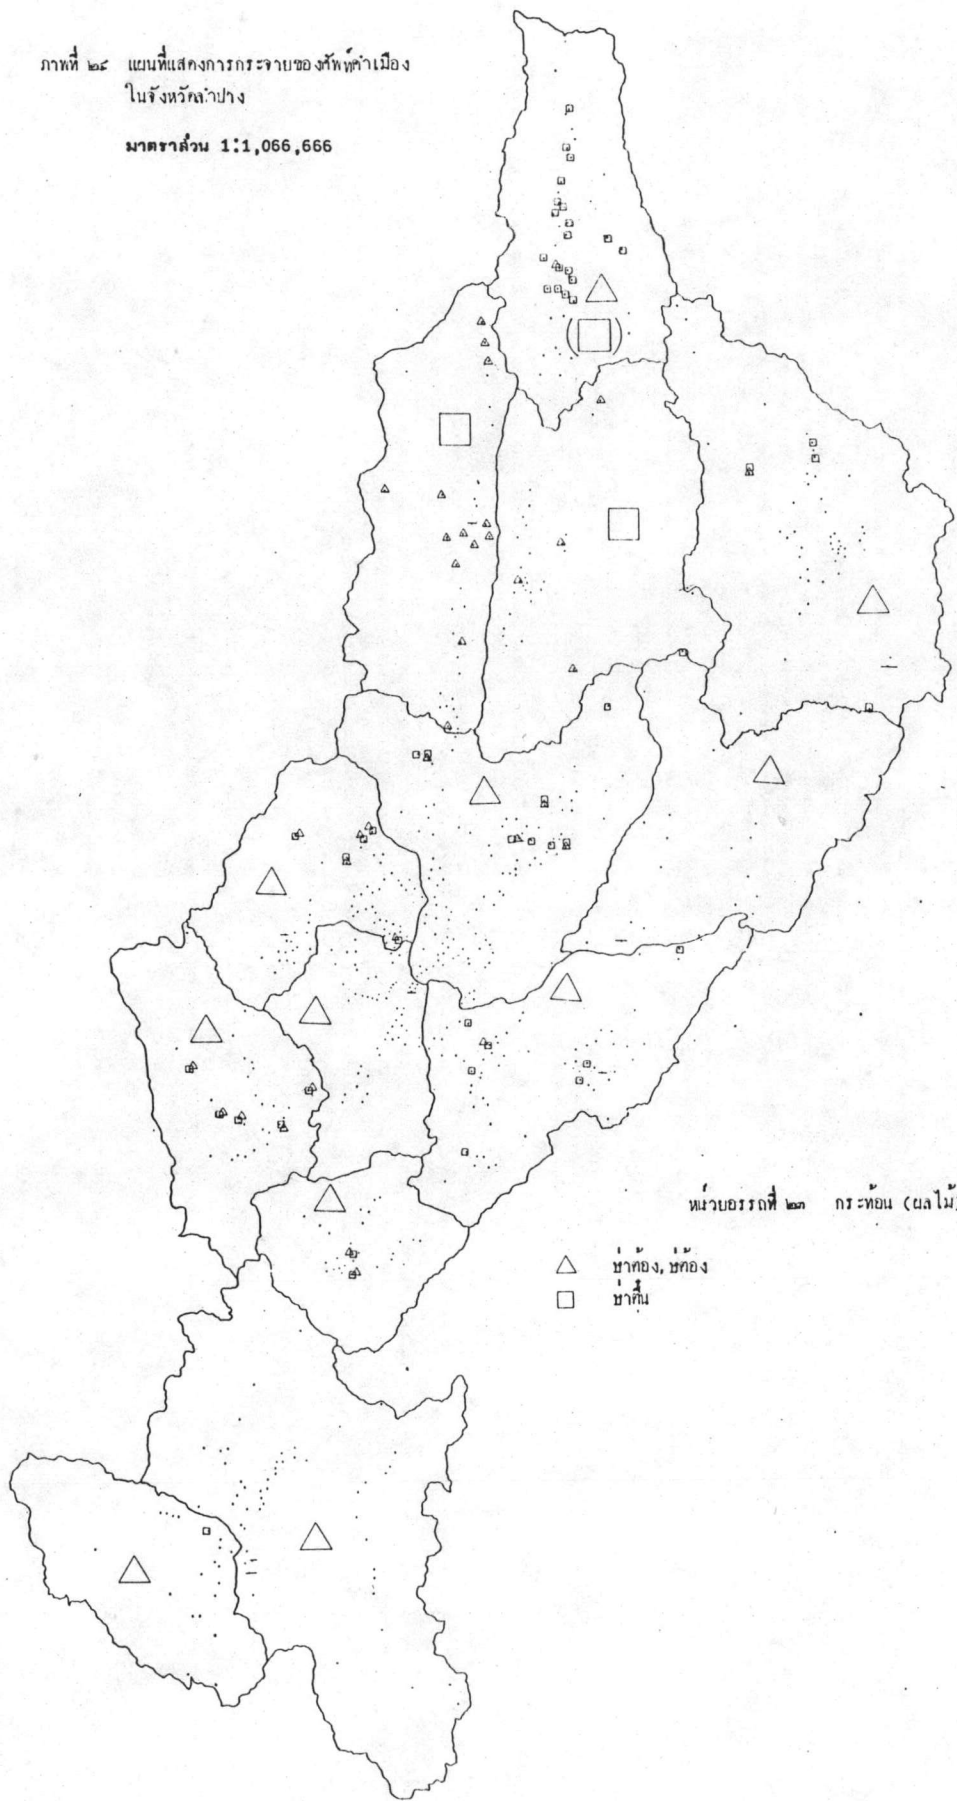 ภาพที่ ๒๔ แผนที่แสดงการกระจายของศัพท์คำเมือง
ในจังหวัดลำปาง
มาตราส่วน 1:1,066,666
หน่วยอรรถที่ ๒๓ กระท้อน (ผลไม้)
บ่าต้อง, บ่ต้อง
บ่าตื๋น